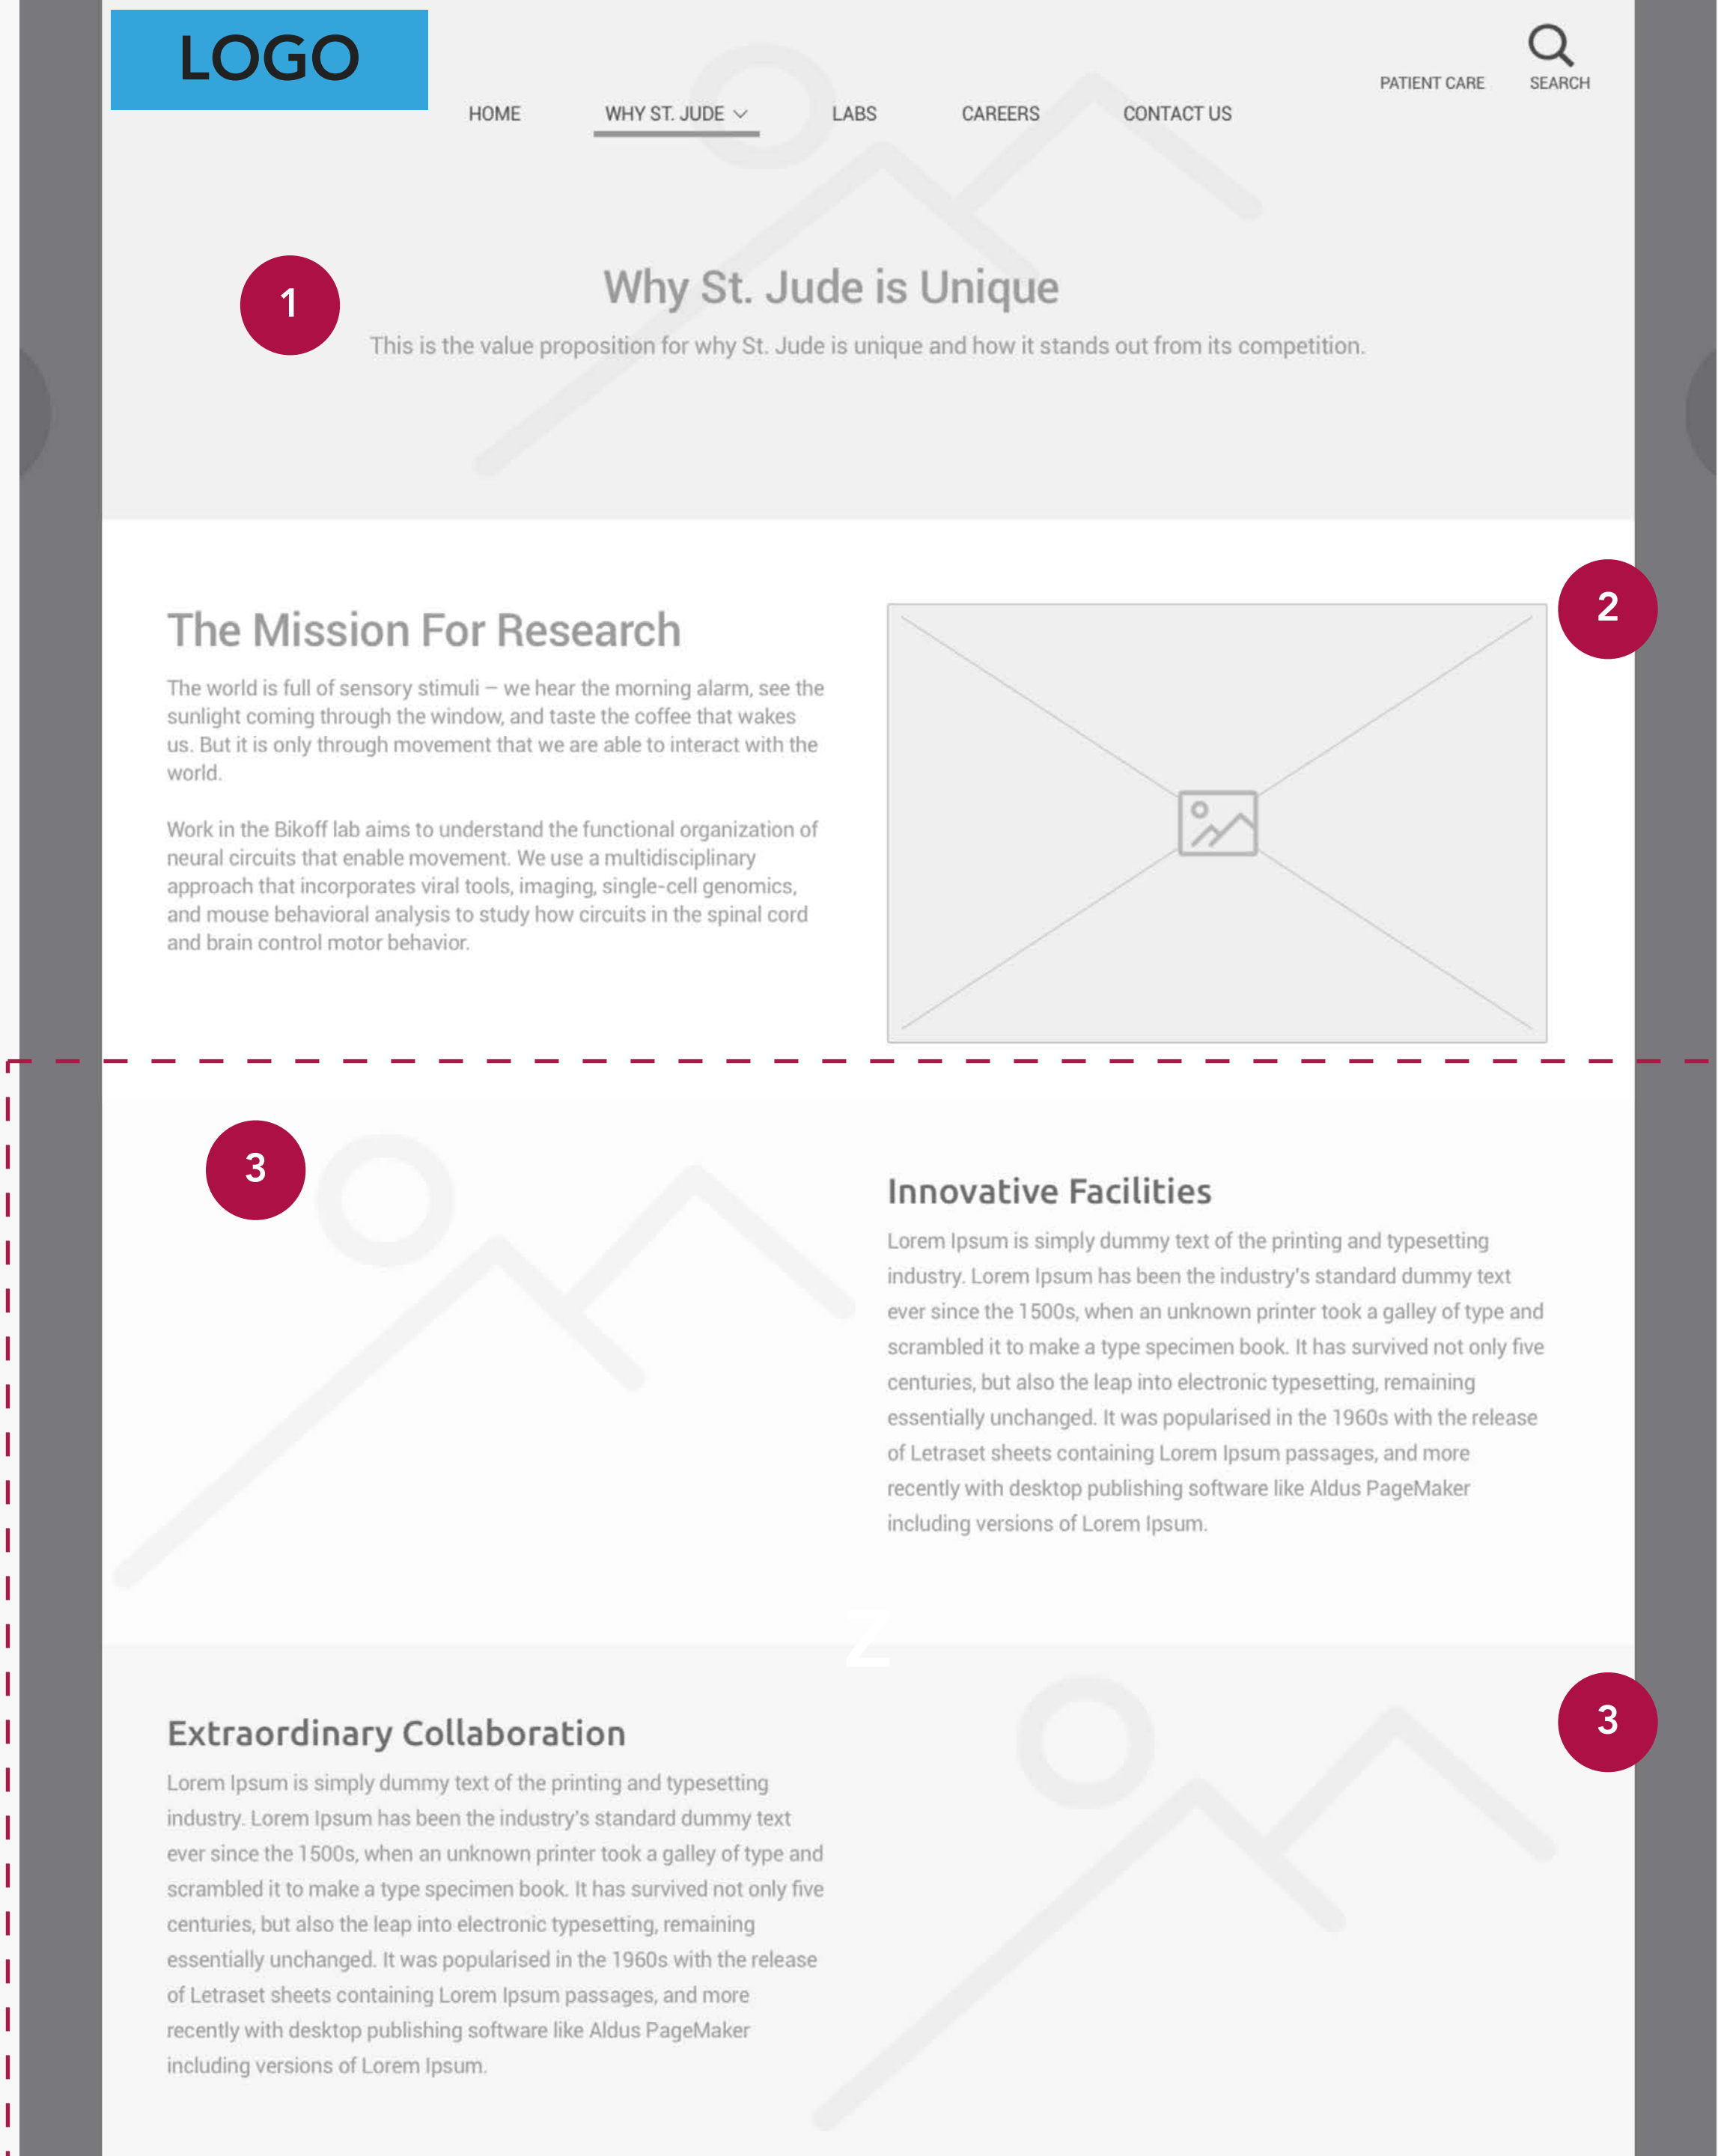 LOGO
PATIENT CARE
SEARCH
HOME
WHY ST. JUDE
LABS
CAREERS
CONTACT US
1
Why St. Jude is Unique
This is the value proposition for why St. Jude is unique and how it stands out from its competition.
2
The Mission For Research
The world is full of sensory stimuli – we hear the morning alarm, see the
sunlight coming through the window, and taste the coffee that wakes
us. But it is only through movement that we are able to interact with the
world.
Work in the Bikoff lab aims to understand the functional organization of
neural circuits that enable movement. We use a multidisciplinary
approach that incorporates viral tools, imaging, single-cell genomics,
and mouse behavioral analysis to study how circuits in the spinal cord
and brain control motor behavior.
3
Innovative Facilities
Lorem Ipsum is simply dummy text of the printing and typesetting
industry. Lorem Ipsum has been the industry's standard dummy text
ever since the 1500s, when an unknown printer took a galley of type and
scrambled it to make a type specimen book. It has survived not only five
centuries, but also the leap into electronic typesetting, remaining
essentially unchanged. It was popularised in the 1960s with the release
of Letraset sheets containing Lorem Ipsum passages, and more
recently with desktop publishing software like Aldus PageMaker
including versions of Lorem Ipsum.
2
3
Extraordinary Collaboration
Lorem Ipsum is simply dummy text of the printing and typesetting
industry. Lorem Ipsum has been the industry's standard dummy text
ever since the 1500s, when an unknown printer took a galley of type and
scrambled it to make a type specimen book. It has survived not only five
centuries, but also the leap into electronic typesetting, remaining
essentially unchanged. It was popularised in the 1960s with the release
of Letraset sheets containing Lorem Ipsum passages, and more
recently with desktop publishing software like Aldus PageMaker
including versions of Lorem Ipsum.